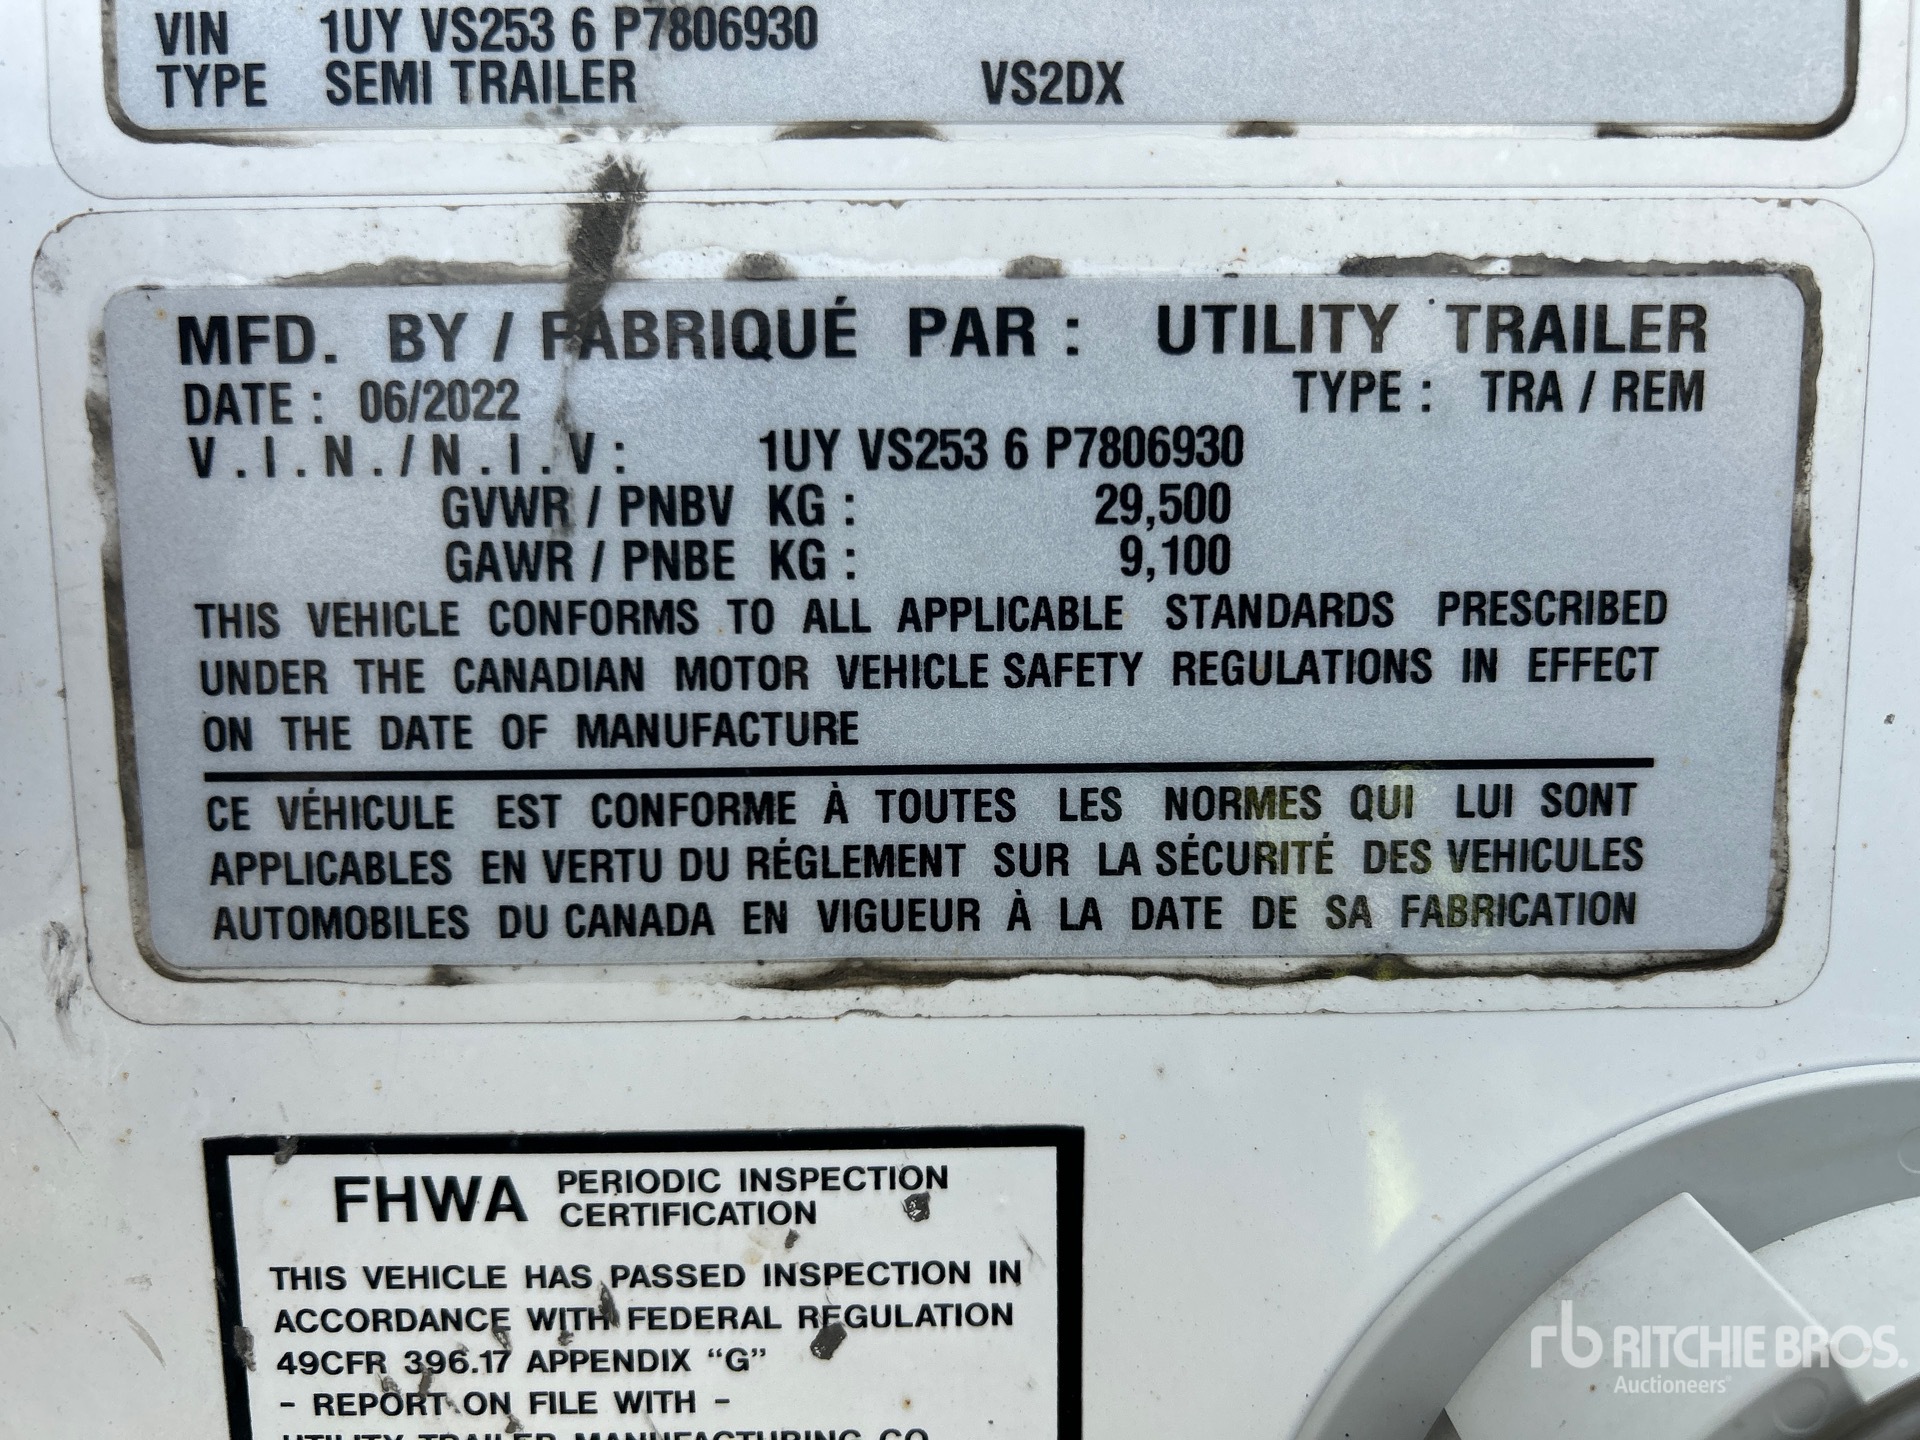 VIN 1UY VS253 6 P7806930
TYPE SEMI TRAILER VS2DX
MFD. BY / FABRIQUÉ PAR : UTILITY TRAILER
DATE : 06/2022 TYPE : TRA / REM
V.I.N./N.I.V: 1UY VS253 6 P7806930
GVWR / PNBV KG : 29,500
GAWR / PNBE KG : 9,100
THIS VEHICLE CONFORMS TO ALL APPLICABLE STANDARDS PRESCRIBED
UNDER THE CANADIAN MOTOR VEHICLE SAFETY REGULATIONS IN EFFECT
ON THE DATE OF MANUFACTURE
CE VÉHICULE EST CONFORME À TOUTES LES NORMES QUI LUI SONT
APPLICABLES EN VERTU DU RÉGLEMENT SUR LA SÉCURITÉ DES VEHICULES
AUTOMOBILES DU CANADA EN VIGUEUR À LA DATE DE SA FABRICATION
FHWA PERIODIC INSPECTION
CERTIFICATION
THIS VEHICLE HAS PASSED INSPECTION IN
ACCORDANCE WITH FEDERAL REGULATION
49CFR 396.17 APPENDIX "G"
- REPORT ON FILE WITH -
UTILITY TRAILER MANUFACTURING CO.
rb RITCHIE BROS.
Auctioneers